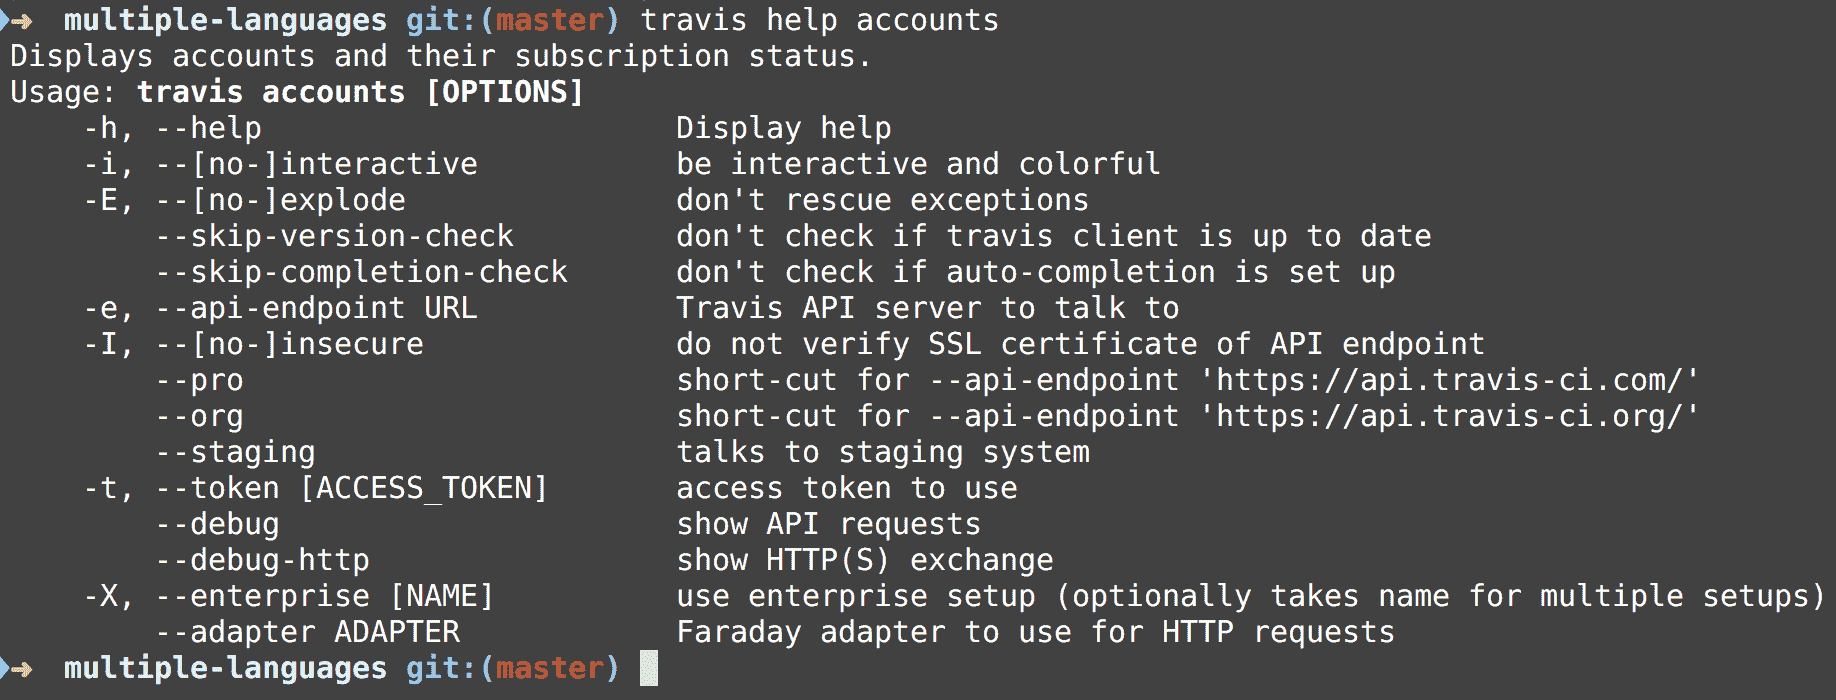 ➜ multiple-languages git:(master) travis help accounts
Displays accounts and their subscription status.
Usage: travis accounts [OPTIONS]
    -h, --help                       Display help
    -i, --[no-]interactive           be interactive and colorful
    -E, --[no-]explode               don't rescue exceptions
        --skip-version-check         don't check if travis client is up to date
        --skip-completion-check      don't check if auto-completion is set up
    -e, --api-endpoint URL           Travis API server to talk to
    -I, --[no-]insecure              do not verify SSL certificate of API endpoint
        --pro                        short-cut for --api-endpoint 'https://api.travis-ci.com/'
        --org                        short-cut for --api-endpoint 'https://api.travis-ci.org/'
        --staging                    talks to staging system
    -t, --token [ACCESS_TOKEN]       access token to use
        --debug                      show API requests
        --debug-http                 show HTTP(S) exchange
    -X, --enterprise [NAME]          use enterprise setup (optionally takes name for multiple setups)
        --adapter ADAPTER            Faraday adapter to use for HTTP requests
➜ multiple-languages git:(master)